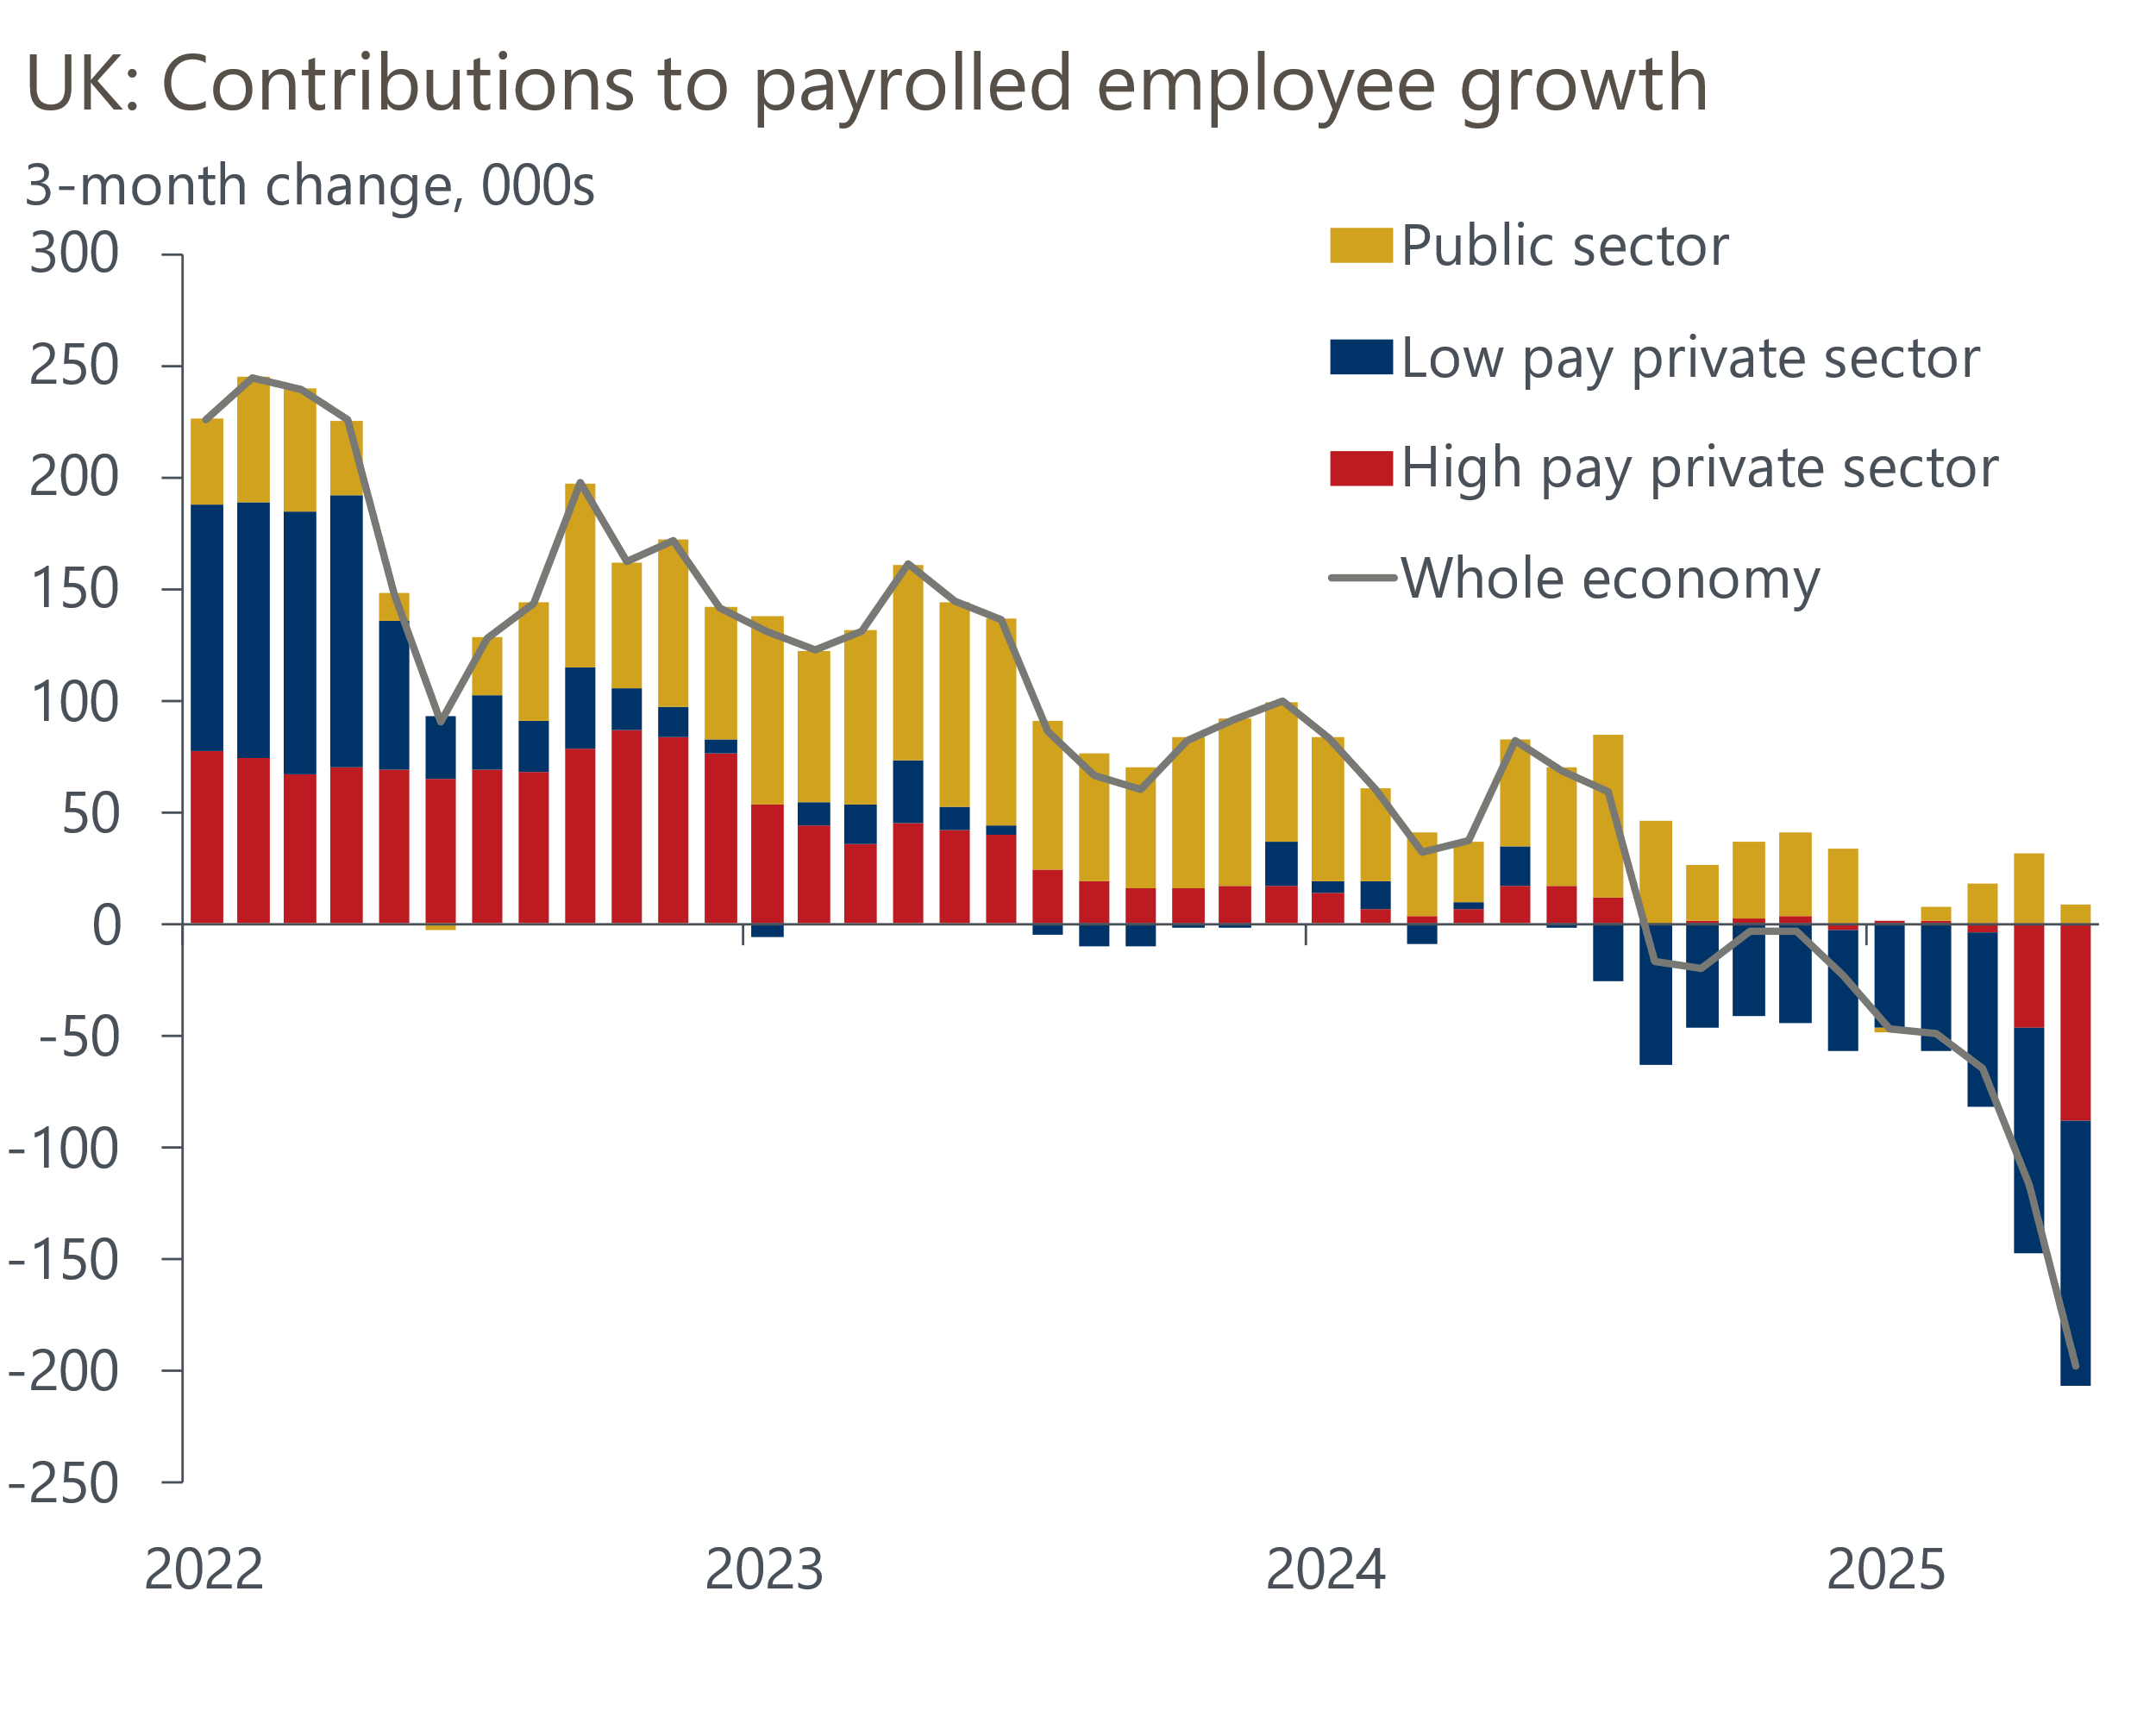 UK: Contributions to payrolled employee growth
3-month change, 000s
300
250
200
150
100
50
0
-50
-100
-150
-200
-250
Public sector
Low pay private sector
High pay private sector
Whole economy
2022 2023 2024 2025